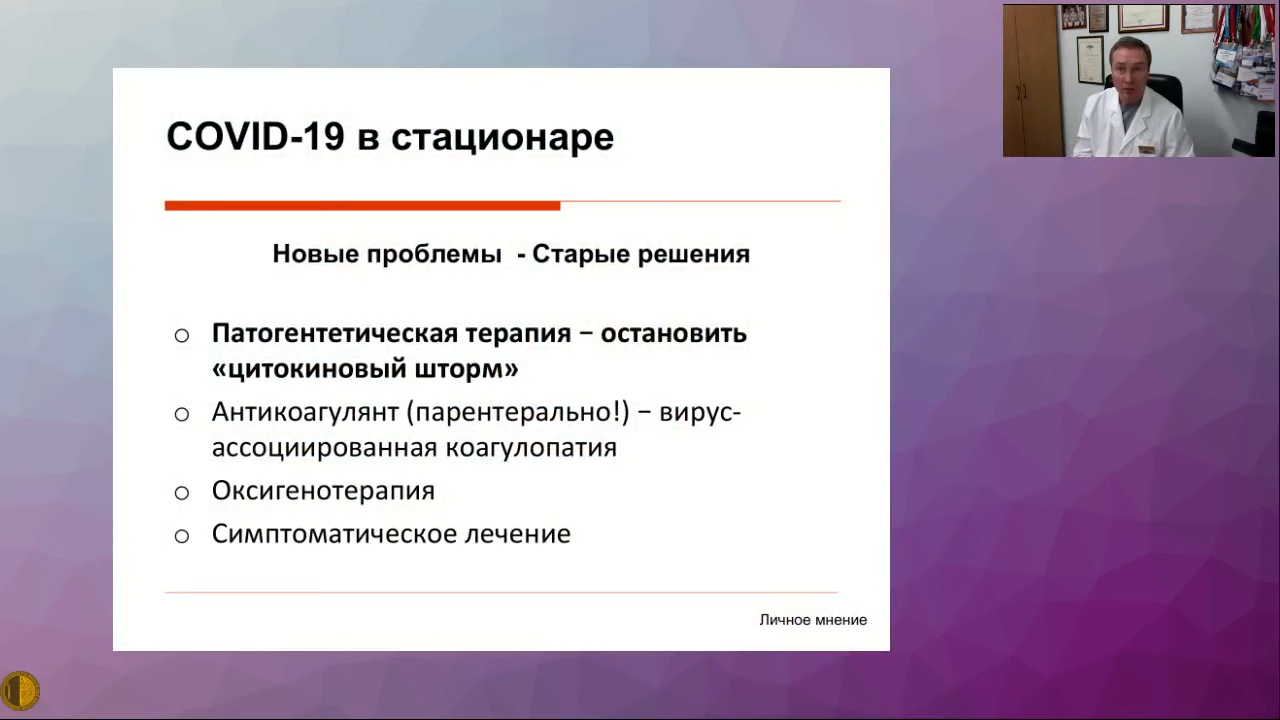 COVID-19 в стационаре
Новые проблемы - Старые решения
Патогентетическая терапия – остановить
«цитокиновый шторм»
Антикоагулянт (парентерально!) – вирус-
ассоциированная коагулопатия
Оксигенотерапия
Симптоматическое лечение
Личное мнение